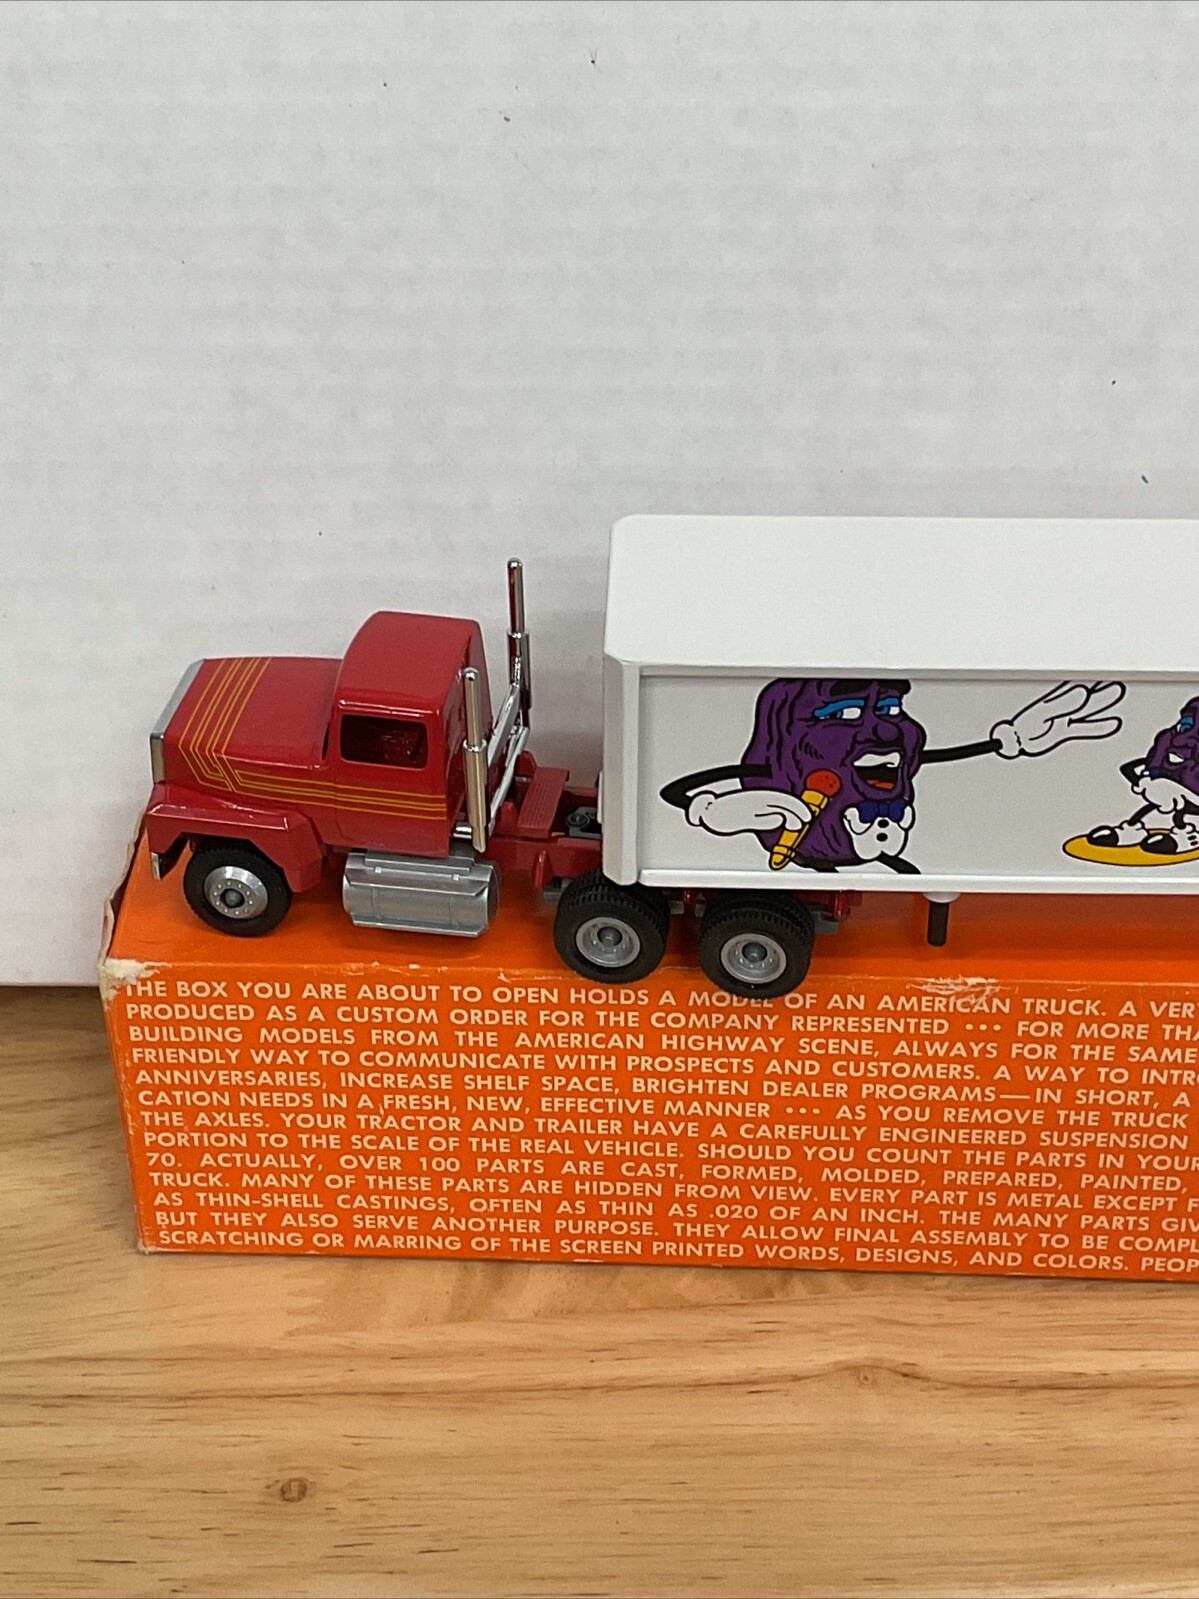 THE BOX YOU ARE ABOUT TO OPEN HOLDS A MODEL OF AN AMERICAN TRUCK. A VER
PRODUCED AS A CUSTOM ORDER FOR THE COMPANY REPRESENTED ••• FOR MORE THA
BUILDING MODELS FROM THE AMERICAN HIGHWAY SCENE, ALWAYS FOR THE SAME
FRIENDLY WAY TO COMMUNICATE WITH PROSPECTS AND CUSTOMERS. A WAY TO INTRO
ANNIVERSARIES, INCREASE SHELF SPACE, BRIGHTEN DEALER PROGRAMS—IN SHORT, A
CATION NEEDS IN A FRESH, NEW, EFFECTIVE MANNER ••• AS YOU REMOVE THE TRUCK
THE AXLES. YOUR TRACTOR AND TRAILER HAVE A CAREFULLY ENGINEERED SUSPENSION
PORTION TO THE SCALE OF THE REAL VEHICLE. SHOULD YOU COUNT THE PARTS IN YOUR
70. ACTUALLY, OVER 100 PARTS ARE CAST, FORMED, MOLDED, PREPARED, PAINTED,
TRUCK. MANY OF THESE PARTS ARE HIDDEN FROM VIEW. EVERY PART IS METAL EXCEPT F
AS THIN-SHELL CASTINGS, OFTEN AS THIN AS .020 OF AN INCH. THE MANY PARTS GIV
BUT THEY ALSO SERVE ANOTHER PURPOSE. THEY ALLOW FINAL ASSEMBLY TO BE COMPL
SCRATCHING OR MARRING OF THE SCREEN PRINTED WORDS, DESIGNS, AND COLORS. PEOP